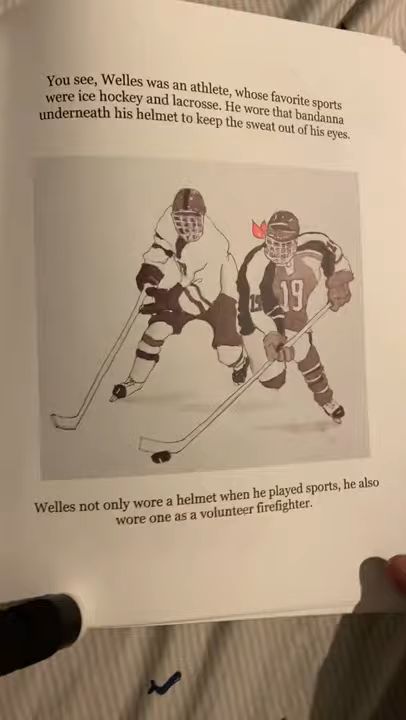 You see, Welles was an athlete, whose favorite sports
were ice hockey and lacrosse. He wore that bandanna
underneath his helmet to keep the sweat out of his eyes.
19
19
Welles not only wore a helmet when he played sports, he also
wore one as a volunteer firefighter.